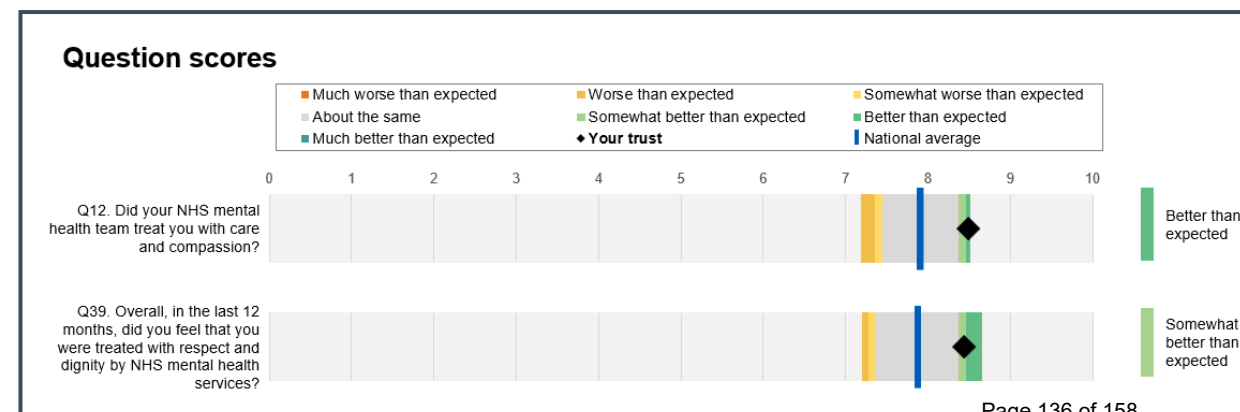 Question scores
Much worse than expected
Worse than expected
Somewhat worse than expected
About the same
Somewhat better than expected
Better than expected
Much better than expected
Your trust
National average
0 1 2 3 4 5 6 7 8 9 10
Q12. Did your NHS mental
health team treat you with care
and compassion?
Better than
expected
Q39. Overall, in the last 12
months, did you feel that you
were treated with respect and
dignity by NHS mental health
services?
Somewhat
better than
expected
Page 136 of 158